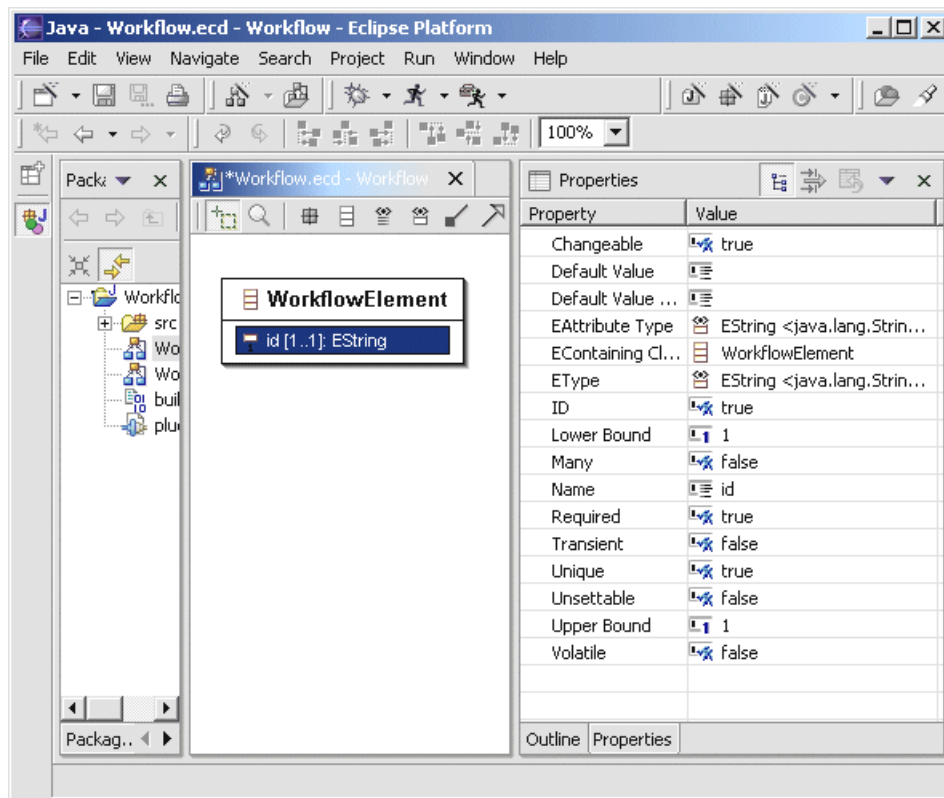 Java - Workflow.ecd - Workflow - Eclipse Platform
File Edit View Navigate Search Project Run Window Help
100%
Packa
*Workflow.ecd - Workflow
Properties
Property Value
Changeable true
Default Value
Default Value ...
EAttribute Type EString <java.lang.Strin...
EContaining Cl... WorkflowElement
EType EString <java.lang.Strin...
ID true
Lower Bound 1
Many false
Name id
Required true
Transient false
Unique true
Unsettable false
Upper Bound 1
Volatile false
Workflo
src
Wo
Wo
buil
plu
WorkflowElement
id [1..1]: EString
Packag..
Outline Properties